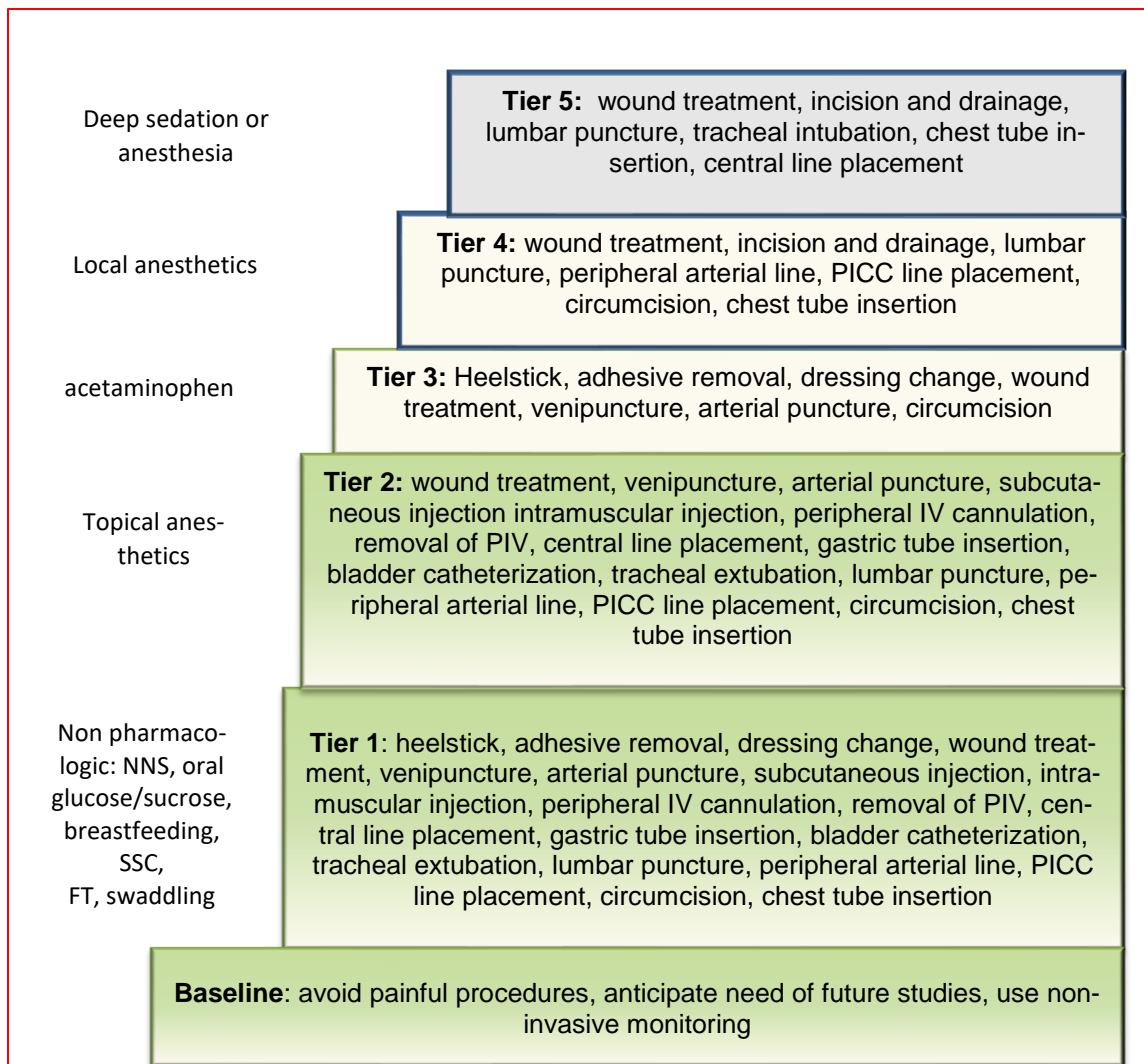 Deep sedation or
anesthesia
Tier 5:  wound treatment, incision and drainage,
lumbar puncture, tracheal intubation, chest tube in-
sertion, central line placement
Local anesthetics
Tier 4: wound treatment, incision and drainage, lumbar
puncture, peripheral arterial line, PICC line placement,
circumcision, chest tube insertion
acetaminophen
Tier 3: Heelstick, adhesive removal, dressing change, wound
treatment, venipuncture, arterial puncture, circumcision
Topical anes-
thetics
Tier 2: wound treatment, venipuncture, arterial puncture, subcuta-
neous injection intramuscular injection, peripheral IV cannulation,
removal of PIV, central line placement, gastric tube insertion,
bladder catheterization, tracheal extubation, lumbar puncture, pe-
ripheral arterial line, PICC line placement, circumcision, chest
tube insertion
Non pharmaco-
logic: NNS, oral
glucose/sucrose,
breastfeeding,
SSC,
FT, swaddling
Tier 1: heelstick, adhesive removal, dressing change, wound treat-
ment, venipuncture, arterial puncture, subcutaneous injection, intra-
muscular injection, peripheral IV cannulation, removal of PIV, cen-
tral line placement, gastric tube insertion, bladder catheterization,
tracheal extubation, lumbar puncture, peripheral arterial line, PICC
line placement, circumcision, chest tube insertion
Baseline: avoid painful procedures, anticipate need of future studies, use non-
invasive monitoring